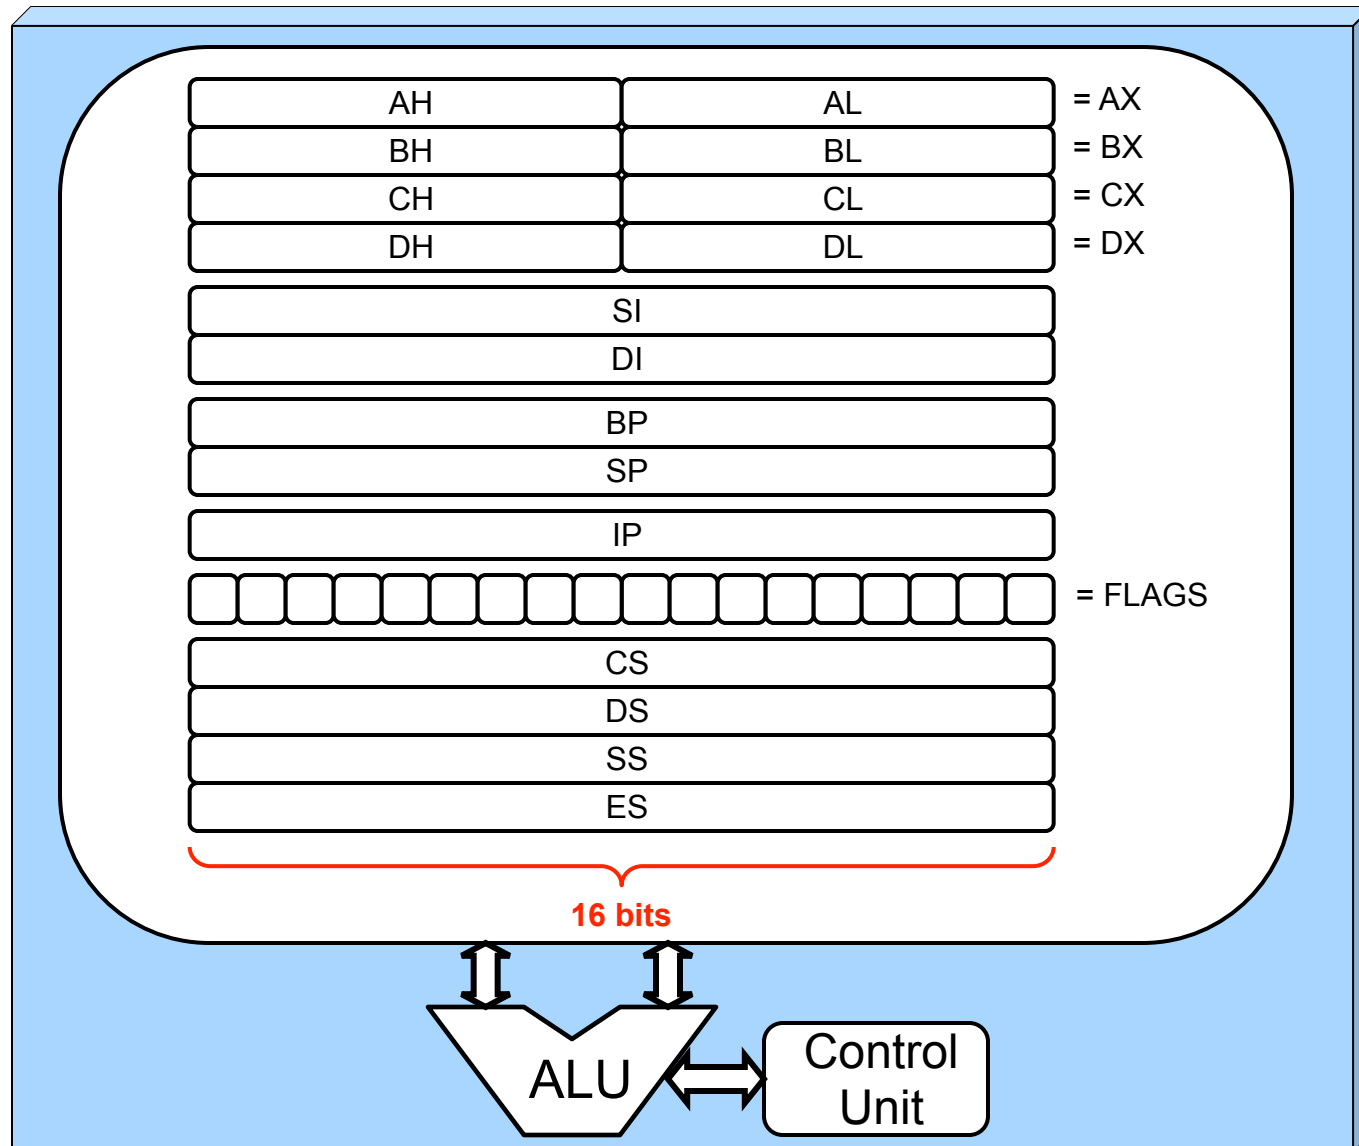 AH AL = AX
BH BL = BX
CH CL = CX
DH DL = DX
SI
DI
BP
SP
IP
= FLAGS
CS
DS
SS
ES
16 bits
ALU
Control
Unit